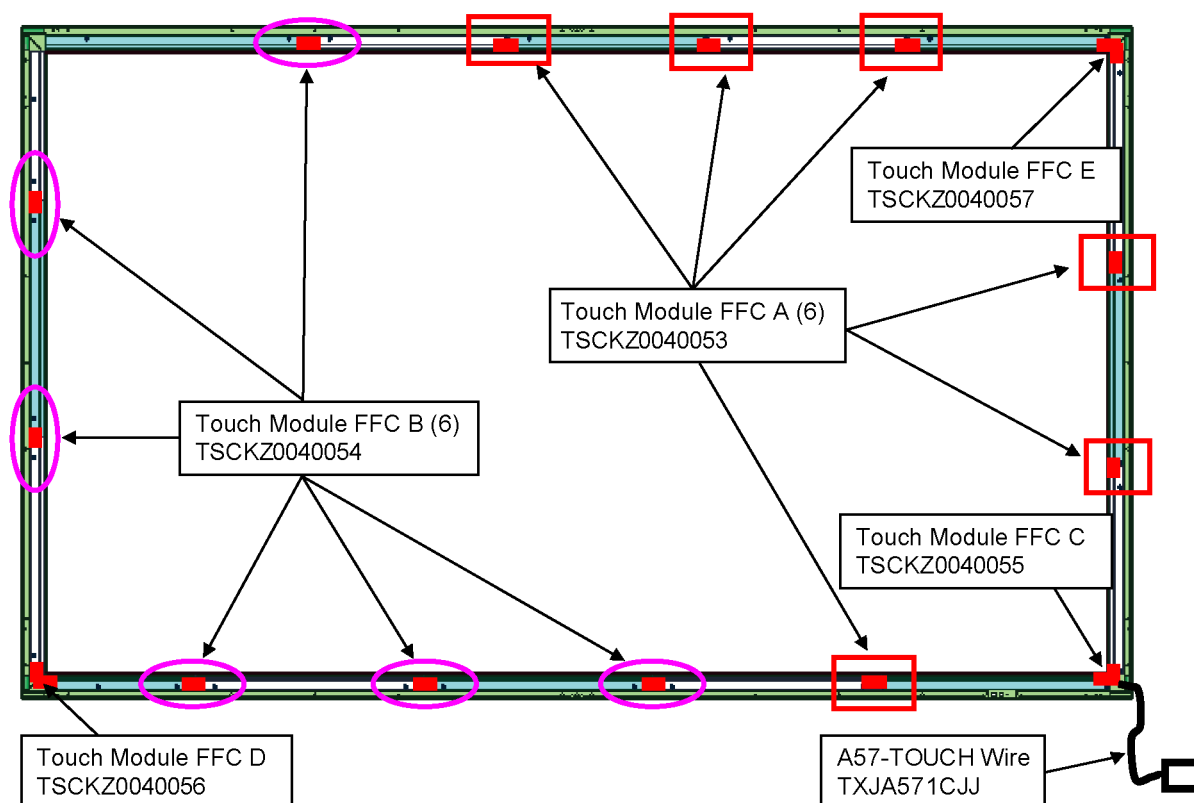 Touch Module FFC E
TSCKZ0040057
Touch Module FFC A (6)
TSCKZ0040053
Touch Module FFC B (6)
TSCKZ0040054
Touch Module FFC C
TSCKZ0040055
Touch Module FFC D
TSCKZ0040056
A57-TOUCH Wire
TXJA571CJJ